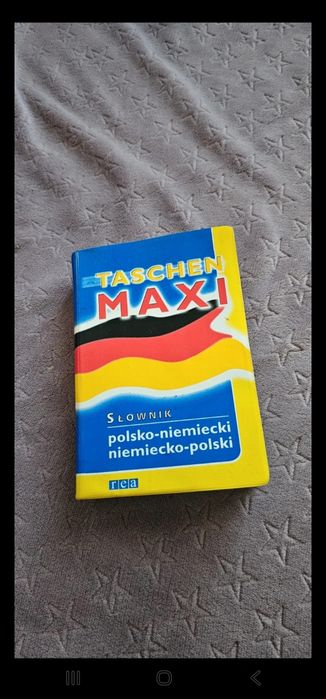 TASCHEN
MAXI
SŁOWNIK
polsko-niemiecki
niemiecko-polski
rea